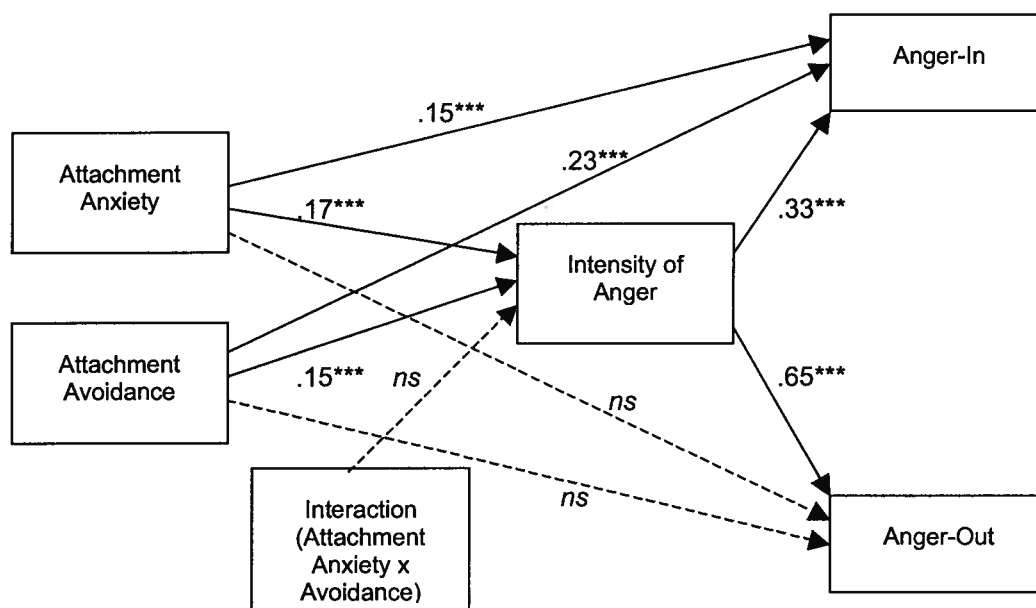 Anger-In
.15***
Attachment
Anxiety
.23***
.17***
.33***
Intensity of
Anger
Attachment
Avoidance
.15***
ns
ns
.65***
ns
Interaction
(Attachment
Anxiety x
Avoidance)
Anger-Out